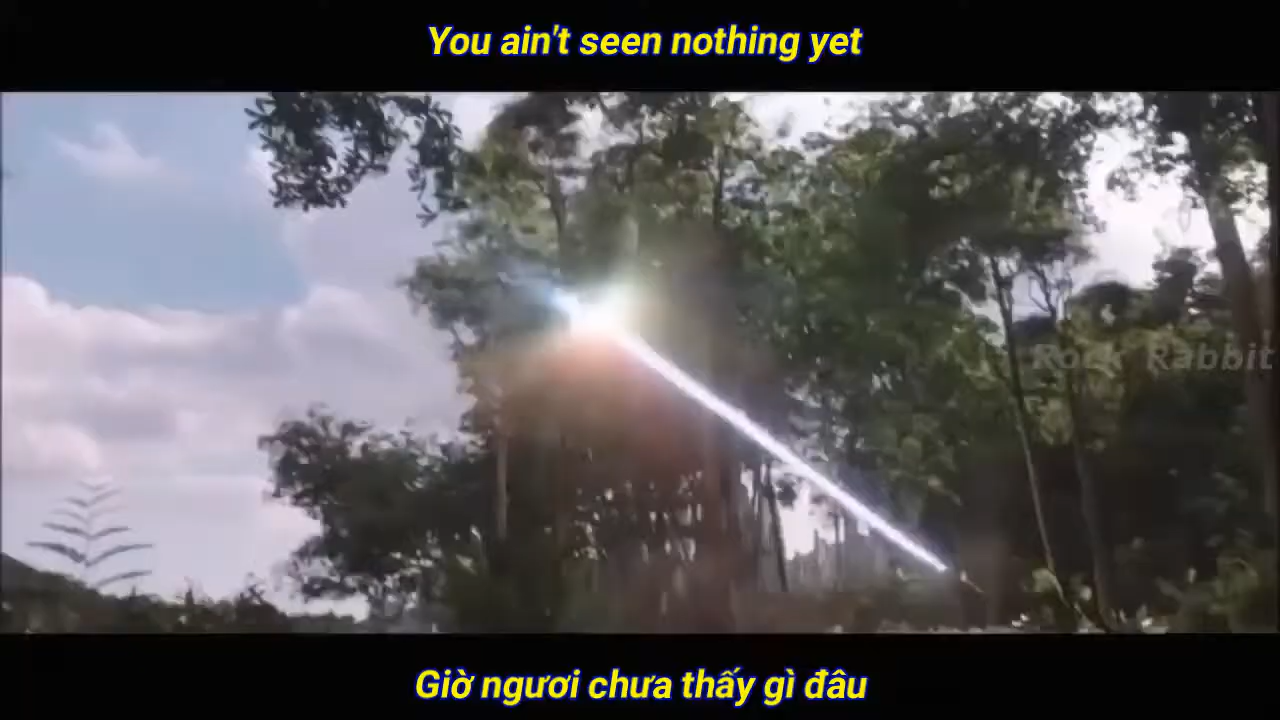 You ain't seen nothing yet
Rock Rabbit
Giờ ngươi chưa thấy gì đâu